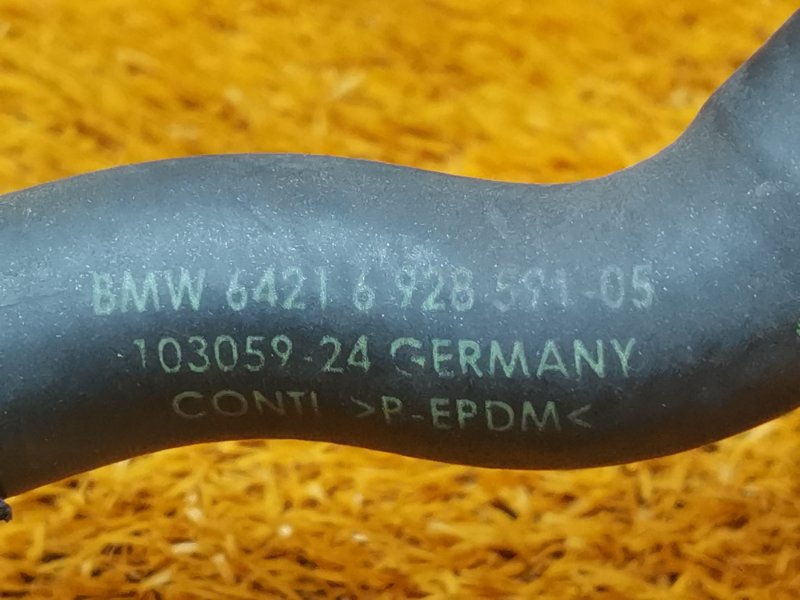 BMW 6421 6 928 591-05
103059-24 GERMANY
CONTI >P-EPDM<